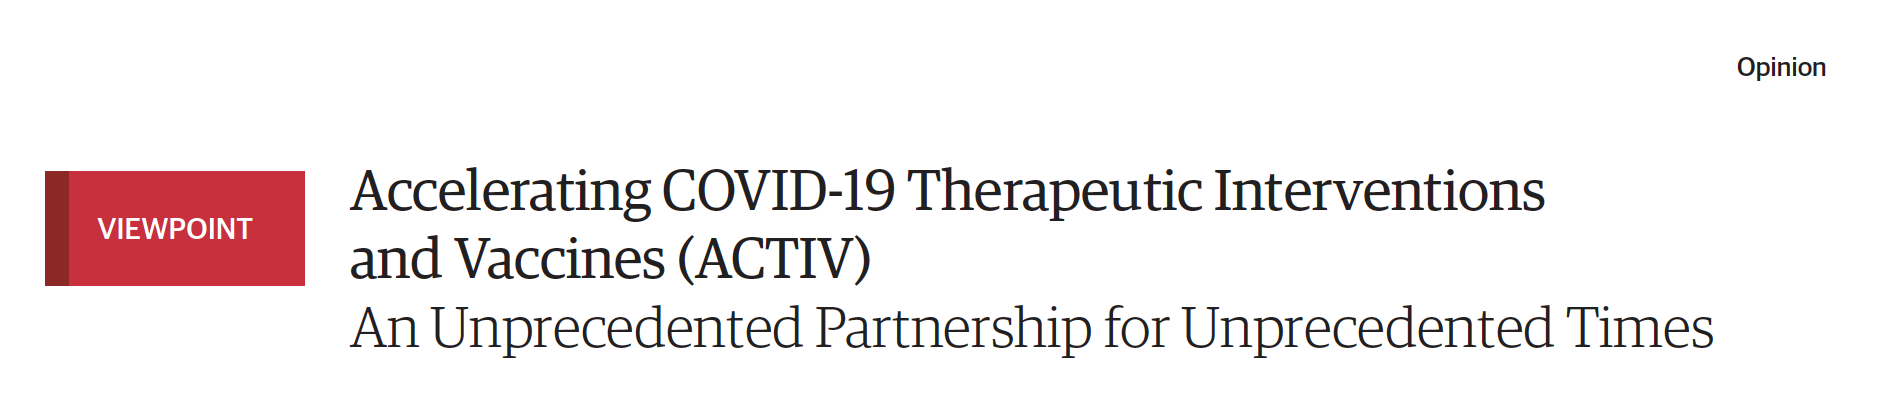 Opinion
VIEWPOINT
Accelerating COVID-19 Therapeutic Interventions
and Vaccines (ACTIV)
An Unprecedented Partnership for Unprecedented Times